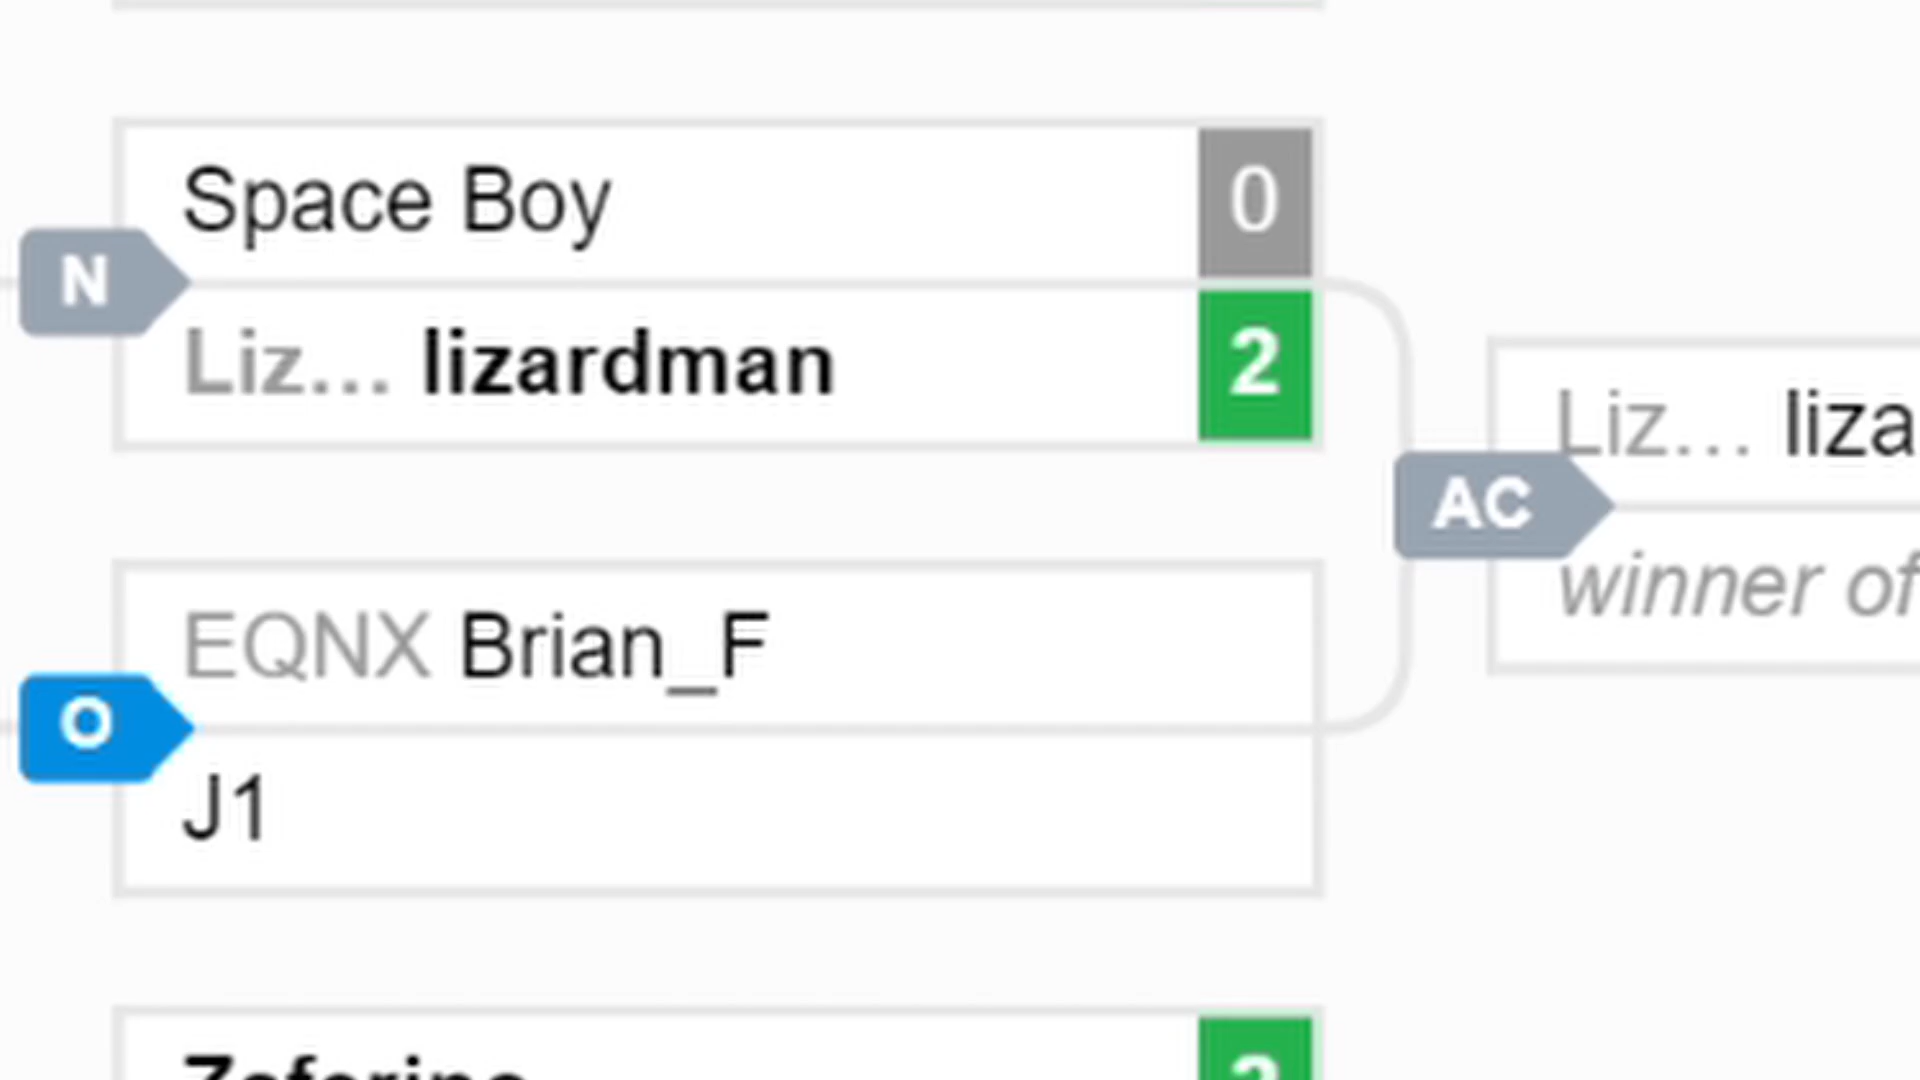 Space Boy 0
N
Liz... lizardman 2
Liz... liza
AC
winner of
EQNX Brian_F
O
J1